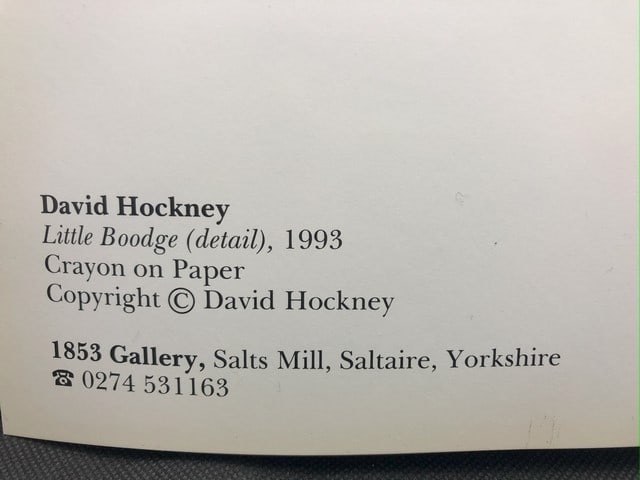 David Hockney
Little Boodge (detail), 1993
Crayon on Paper
Copyright © David Hockney
1853 Gallery, Salts Mill, Saltaire, Yorkshire
☎ 0274 531163